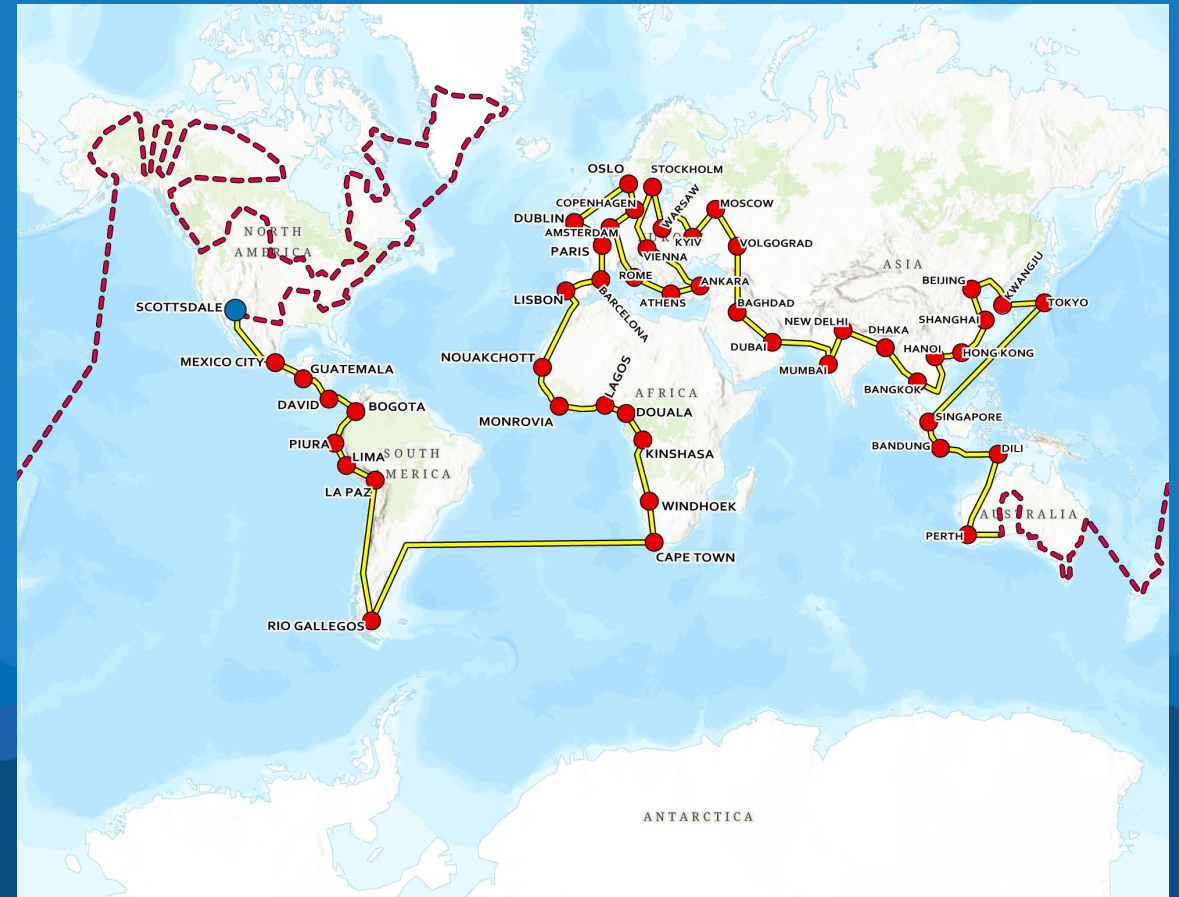 OSLO
STOCKHOLM
COPENHAGEN
WARSAW
MOSCOW
DUBLIN
AMSTERDAM
NORTH
AMERICA
KYIV
VOLGOGRAD
PARIS
VIENNA
ASIA
KWANGJU
ROME
ANKARA
BEIJING
LISBON
ATHENS
BARCELONA
BAGHDAD
TOKYO
SCOTTSDALE
NEW DELHI
SHANGHAI
DHAKA
DUBAI
HANOI
HONG KONG
NOUAKCHOTT
MEXICO CITY
GUATEMALA
MUMBAI
LAGOS
AFRICA
BANGKOK
DAVID
BOGOTA
MONROVIA
DOUALA
SINGAPORE
PIURA
SOUTH
AMERICA
LIMA
KINSHASA
BANDUNG
DILI
LA PAZ
WINDHOEK
AUSTRALIA
PERTH
CAPE TOWN
RIO GALLEGOS
ANTARCTICA